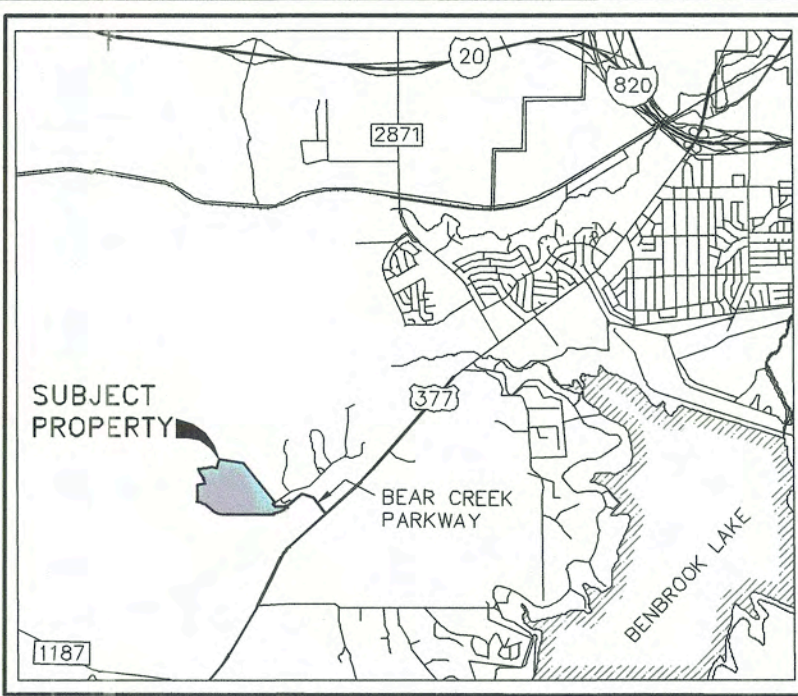 20
820
2871
SUBJECT
PROPERTY
377
BEAR CREEK
PARKWAY
BENBROOK LAKE
1187